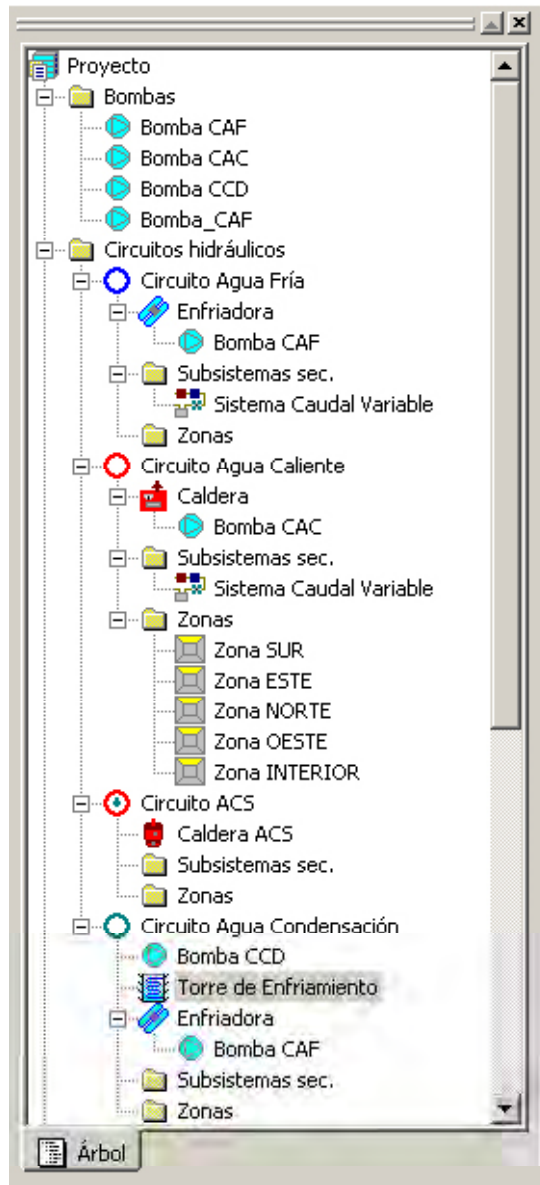 Proyecto
Bombas
Bomba CAF
Bomba CAC
Bomba CCD
Bomba_CAF
Circuitos hidráulicos
Circuito Agua Fría
Enfriadora
Bomba CAF
Subsistemas sec.
Sistema Caudal Variable
Zonas
Circuito Agua Caliente
Caldera
Bomba CAC
Subsistemas sec.
Sistema Caudal Variable
Zonas
Zona SUR
Zona ESTE
Zona NORTE
Zona OESTE
Zona INTERIOR
Circuito ACS
Caldera ACS
Subsistemas sec.
Zonas
Circuito Agua Condensación
Bomba CCD
Torre de Enfriamiento
Enfriadora
Bomba CAF
Subsistemas sec.
Zonas
Árbol